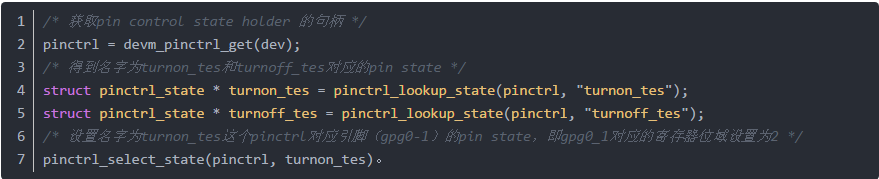 1 /* 获取pin control state holder 的句柄 */
2 pinctrl = devm_pinctrl_get(dev);
3 /* 得到名字为turnon_tes和turnoff_tes对应的pin state */
4 struct pinctrl_state * turnon_tes = pinctrl_lookup_state(pinctrl, "turnon_tes");
5 struct pinctrl_state * turnoff_tes = pinctrl_lookup_state(pinctrl, "turnoff_tes");
6 /* 设置名字为turnon_tes这个pinctrl对应引脚（gpg0-1）的pin state，即gpg0_1对应的寄存器位域设置为2 */
7 pinctrl_select_state(pinctrl, turnon_tes)。